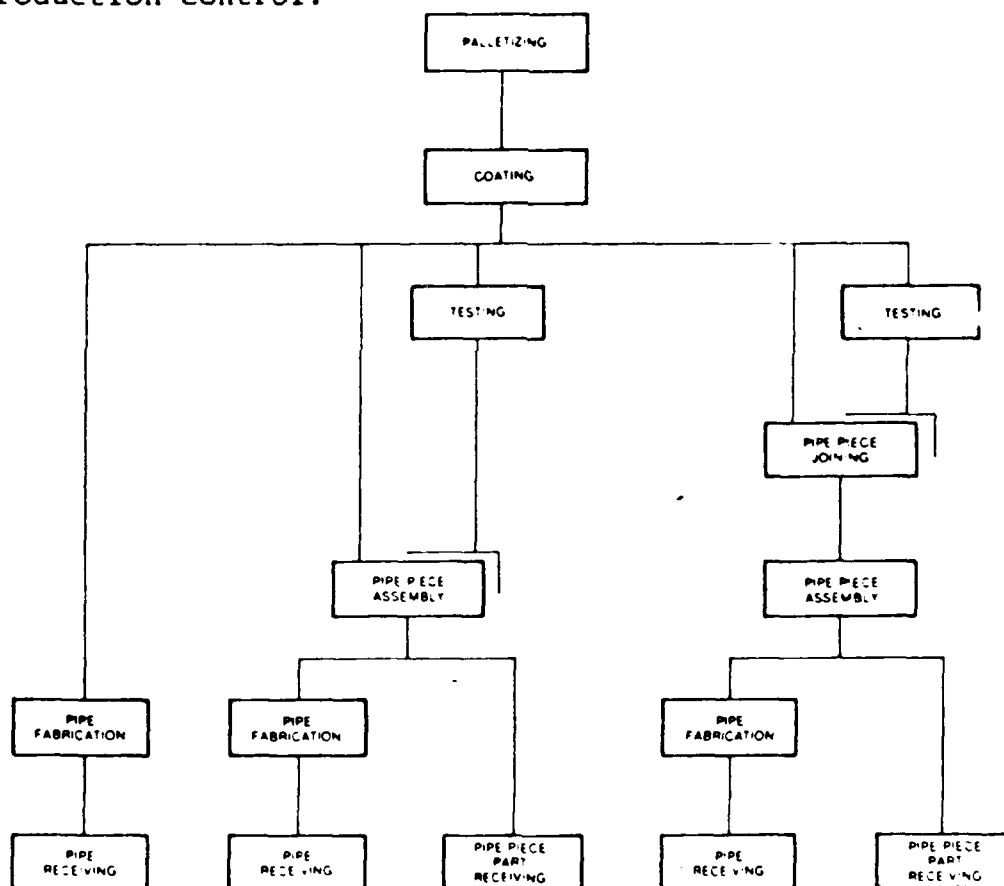 roduction control.
PALLETIZING
COATING
TESTING
TESTING
PIPE PIECE
JOINING
PIPE PIECE
ASSEMBLY
PIPE PIECE
ASSEMBLY
PIPE
FABRICATION
PIPE
FABRICATION
PIPE
FABRICATION
PIPE
RECEIVING
PIPE
RECEIVING
PIPE PIECE
PART
RECEIVING
PIPE
RECEIVING
PIPE PIECE
PART
RECEIVING